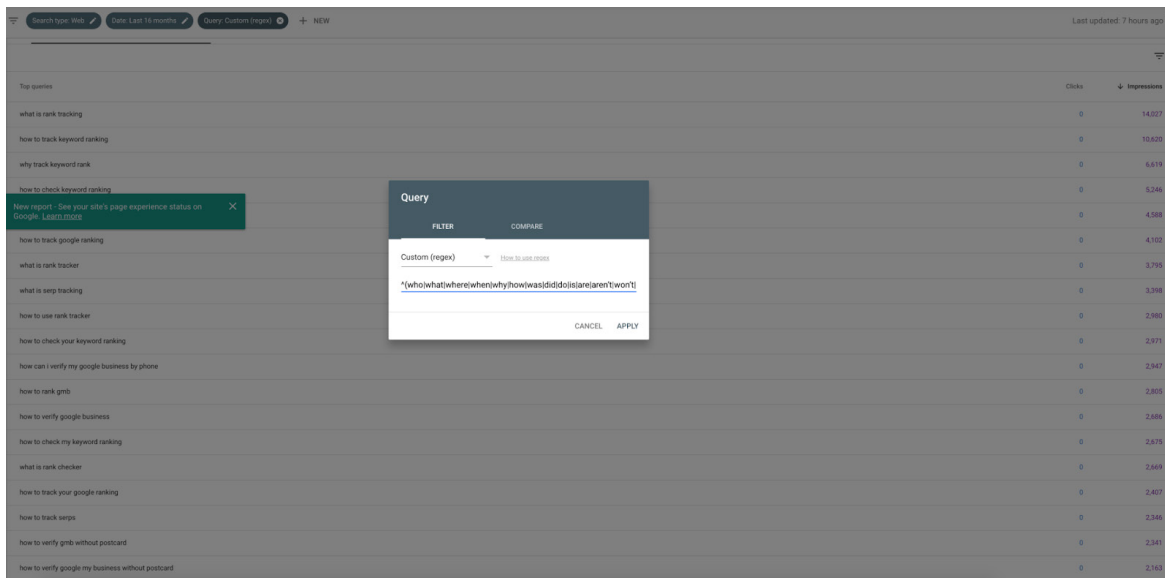 Search type: Web Date: Last 16 months Query: Custom (regex) + NEW Last updated: 7 hours ago
Top queries Clicks Impressions
what is rank tracking 0 14,027
how to track keyword ranking 0 10,620
why track keyword rank 0 6,619
how to check keyword ranking 0 5,246
New report - See your site's page experience status on
Google. Learn more
0 4,588
how to track google ranking 0 4,102
what is rank tracker 0 3,795
what is serp tracking 0 3,398
how to use rank tracker 0 2,980
how to check your keyword ranking 0 2,971
how can i verify my google business by phone 0 2,947
how to rank gmb 0 2,805
how to verify google business 0 2,686
how to check my keyword ranking 0 2,675
what is rank checker 0 2,669
how to track your google ranking 0 2,407
how to track serps 0 2,346
how to verify gmb without postcard 0 2,341
how to verify google my business without postcard 0 2,163
Query
FILTER COMPARE
Custom (regex) How to use regex
^(who|what|where|when|why|how|was|did|do|is|are|aren't|won't|
CANCEL APPLY